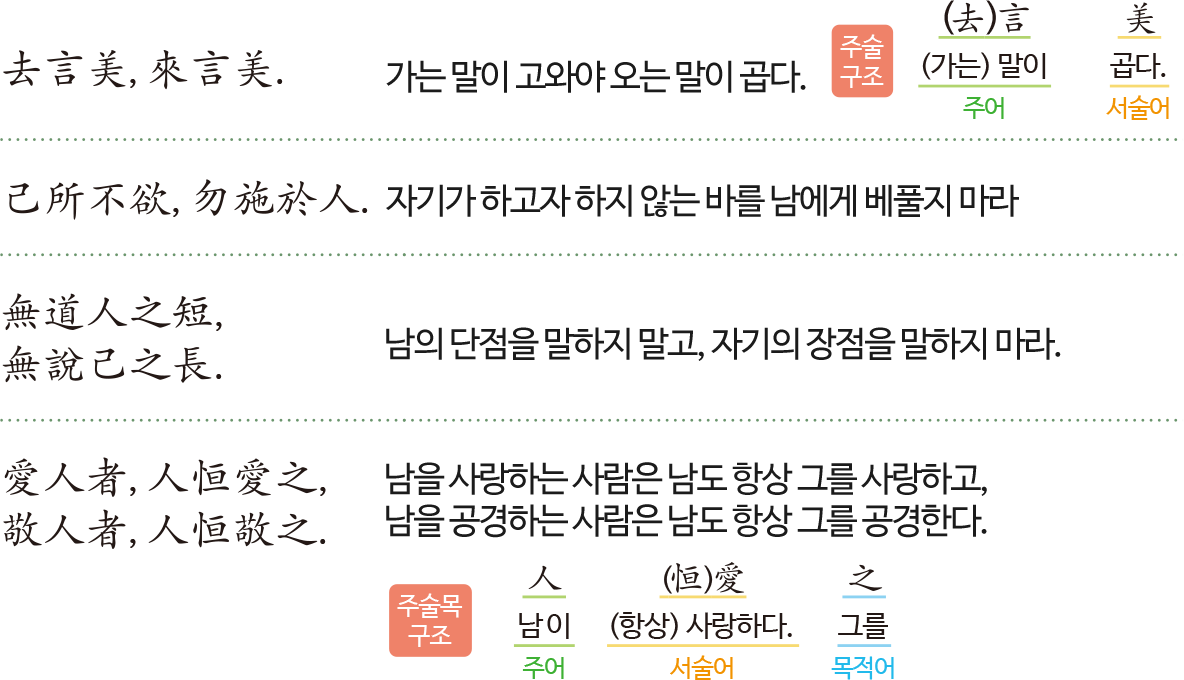 去言美, 來言美.
가는 말이 고와야 오는 말이 곱다.
주술
구조
(去)言 美
(가는) 말이 곱다.
주어 서술어
己所不欲, 勿施於人.
자기가 하고자 하지 않는 바를 남에게 베풀지 마라
無道人之短,
無說己之長.
남의 단점을 말하지 말고, 자기의 장점을 말하지 마라.
愛人者, 人恒愛之,
敬人者, 人恒敬之.
남을 사랑하는 사람은 남도 항상 그를 사랑하고,
남을 공경하는 사람은 남도 항상 그를 공경한다.
주술목
구조
人 (恒)愛 之
남이 (항상) 사랑하다. 그를
주어 서술어 목적어